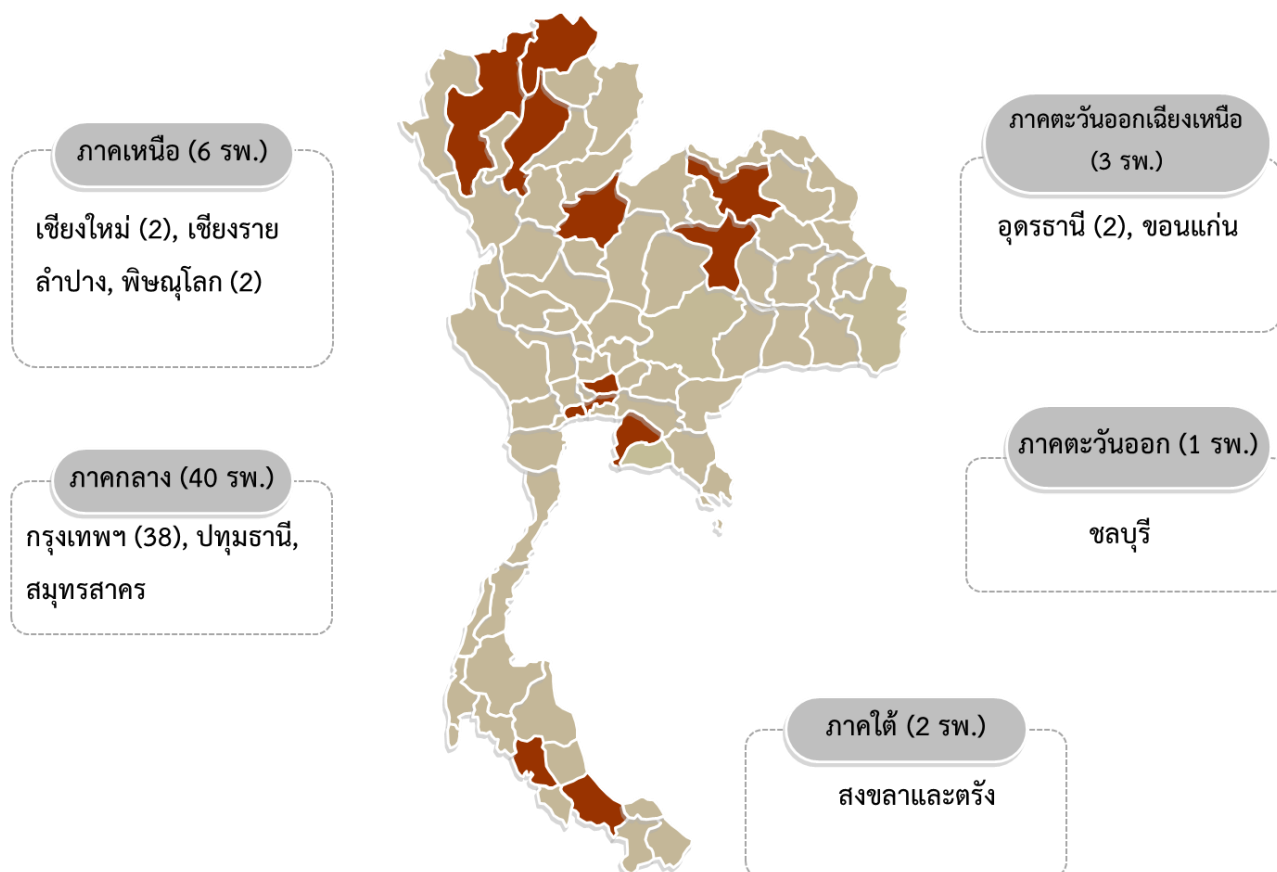 ภาคเหนือ (6 รพ.)
เชียงใหม่ (2), เชียงราย
ลำปาง, พิษณุโลก (2)
ภาคกลาง (40 รพ.)
กรุงเทพฯ (38), ปทุมธานี,
สมุทรสาคร
ภาคตะวันออกเฉียงเหนือ
(3 รพ.)
อุดรธานี (2), ขอนแก่น
ภาคตะวันออก (1 รพ.)
ชลบุรี
ภาคใต้ (2 รพ.)
สงขลาและตรัง